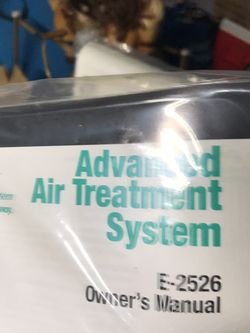 Advanced
Air Treatment
System
E-2526
Owner's Manual